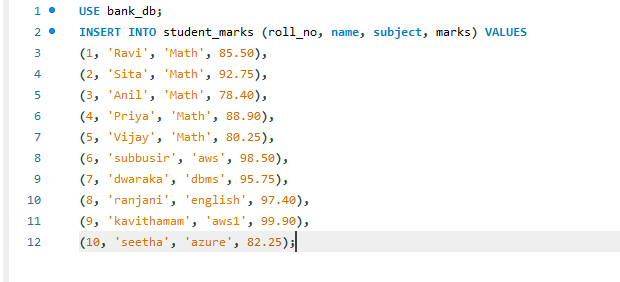 1 USE bank_db;
2 INSERT INTO student_marks (roll_no, name, subject, marks) VALUES
3 (1, 'Ravi', 'Math', 85.50),
4 (2, 'Sita', 'Math', 92.75),
5 (3, 'Anil', 'Math', 78.40),
6 (4, 'Priya', 'Math', 88.90),
7 (5, 'Vijay', 'Math', 80.25),
8 (6, 'subbusir', 'aws', 98.50),
9 (7, 'dwaraka', 'dbms', 95.75),
10 (8, 'ranjani', 'english', 97.40),
11 (9, 'kavithamam', 'aws1', 99.90),
12 (10, 'seetha', 'azure', 82.25);